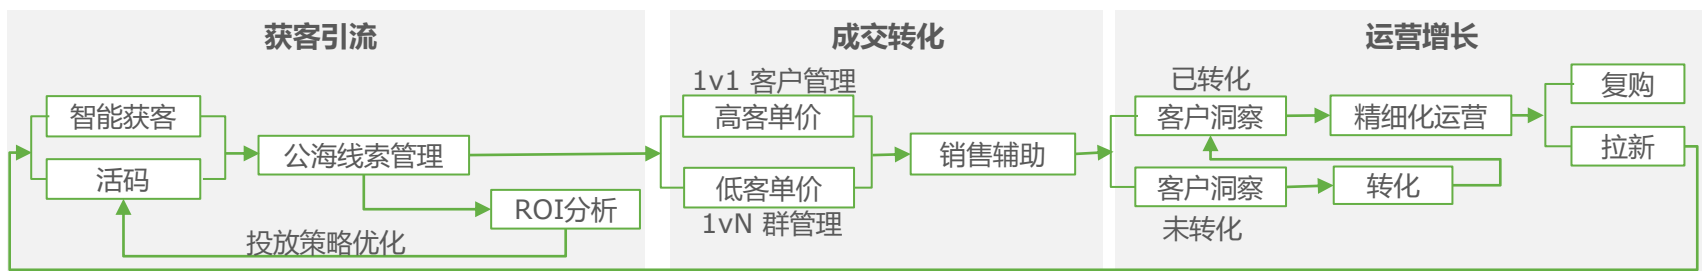 获客引流
智能获客
活码
公海线索管理
ROI分析
投放策略优化
成交转化
1v1 客户管理
高客单价
低客单价
1vN 群管理
销售辅助
运营增长
已转化
客户洞察
精细化运营
复购
拉新
客户洞察
转化
未转化